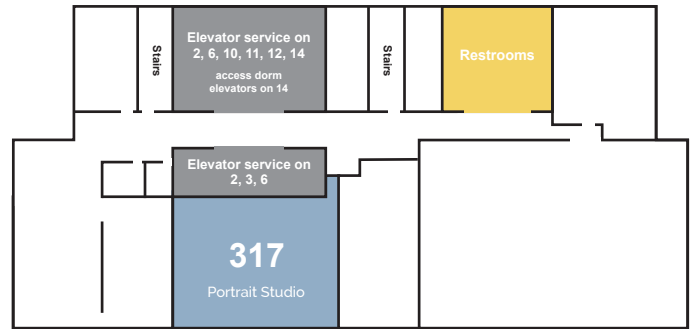 Stairs
Elevator service on
2, 6, 10, 11, 12, 14
access dorm
elevators on 14
Stairs
Restrooms
Elevator service on
2, 3, 6
317
Portrait Studio